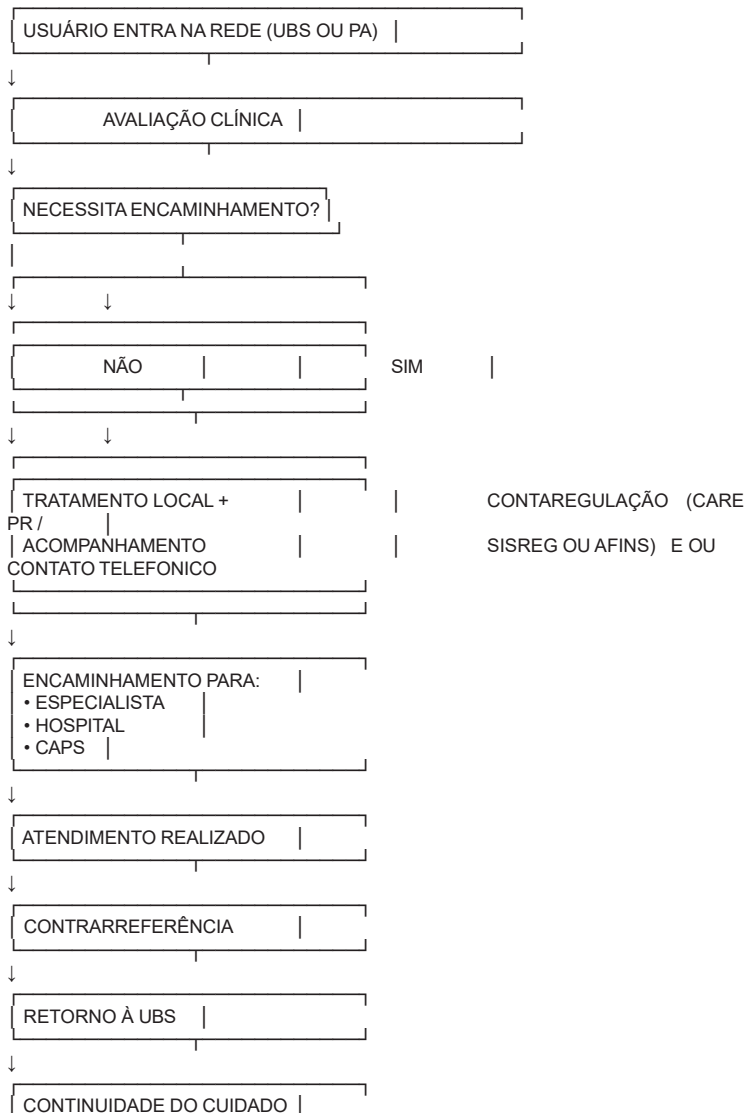 USUÁRIO ENTRA NA REDE (UBS OU PA)
AVALIAÇÃO CLÍNICA
NECESSITA ENCAMINHAMENTO?
NÃO SIM
TRATAMENTO LOCAL + CONTAREGULAÇÃO (CARE
PR /
ACOMPANHAMENTO SISREG OU AFINS) E OU
CONTATO TELEFONICO
ENCAMINHAMENTO PARA:
• ESPECIALISTA
• HOSPITAL
• CAPS
ATENDIMENTO REALIZADO
CONTRARREFERÊNCIA
RETORNO À UBS
CONTINUIDADE DO CUIDADO